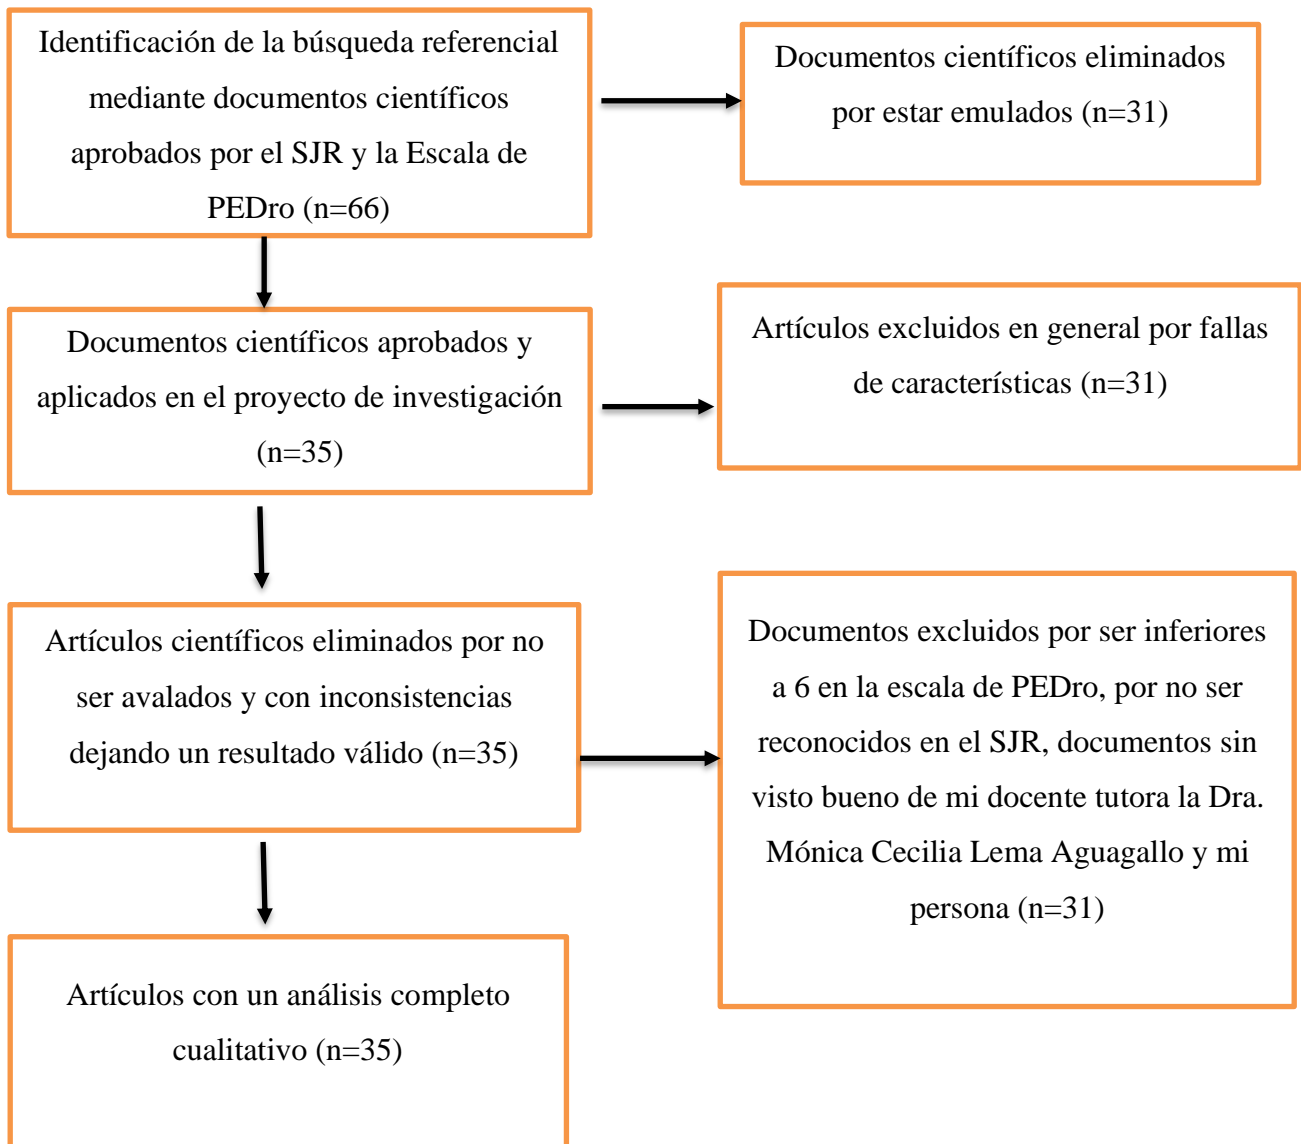 Identificación de la búsqueda referencial
mediante documentos científicos
aprobados por el SJR y la Escala de
PEDro (n=66)
Documentos científicos eliminados
por estar emulados (n=31)
Documentos científicos aprobados y
aplicados en el proyecto de investigación
(n=35)
Artículos excluidos en general por fallas
de características (n=31)
Artículos científicos eliminados por no
ser avalados y con inconsistencias
dejando un resultado válido (n=35)
Documentos excluidos por ser inferiores
a 6 en la escala de PEDro, por no ser
reconocidos en el SJR, documentos sin
visto bueno de mi docente tutora la Dra.
Mónica Cecilia Lema Aguagallo y mi
persona (n=31)
Artículos con un análisis completo
cualitativo (n=35)